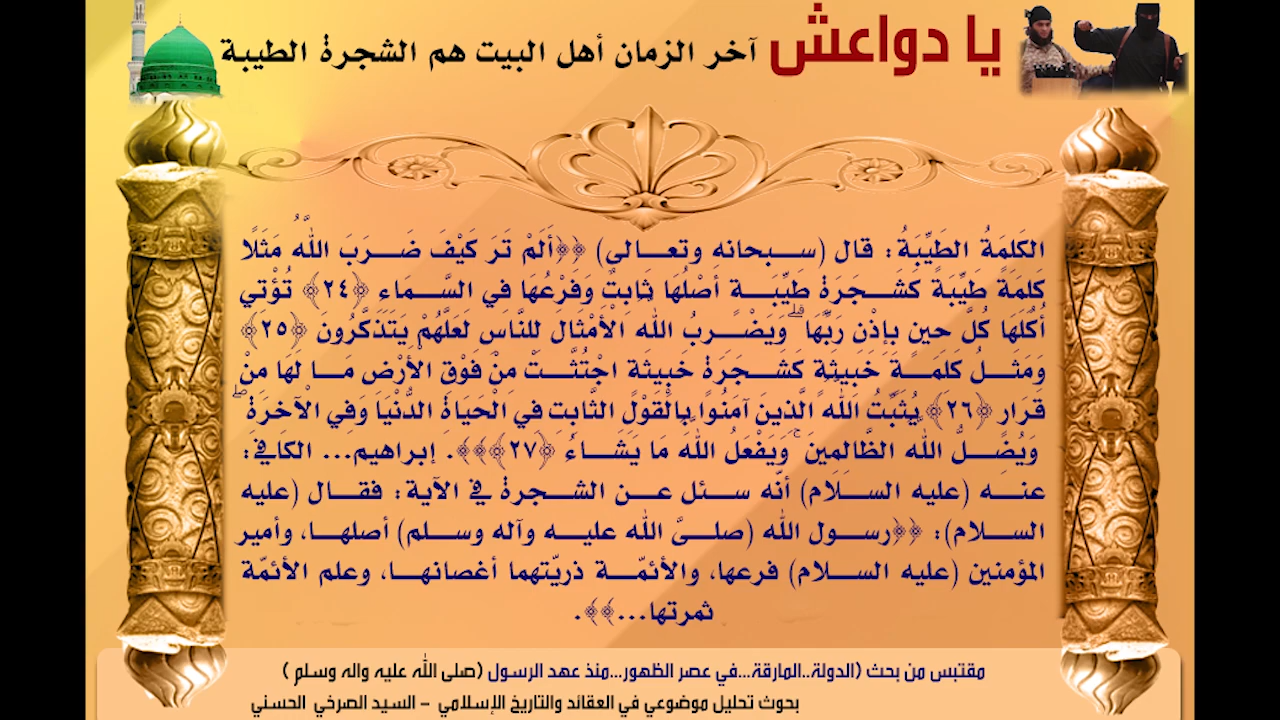 يا دواعش آخر الزمان أهل البيت هم الشجرة الطيبة
الكَلِمَةُ الطَيِّبَةُ: قال (سبحانه وتعالى) ﴿﴿أَلَمْ تَرَ كَيْفَ ضَرَبَ اللَّهُ مَثَلًا
كَلِمَةً طَيِّبَةً كَشَجَرَةٍ طَيِّبَةٍ أَصْلُهَا ثَابِتٌ وَفَرْعُهَا فِي السَّمَاءِ ﴿٢٤﴾ تُؤْتِي
أُكُلَهَا كُلَّ حِينٍ بِإِذْنِ رَبِّهَا ۗ وَيَضْرِبُ اللَّهُ الْأَمْثَالَ لِلنَّاسِ لَعَلَّهُمْ يَتَذَكَّرُونَ ﴿٢٥﴾
وَمَثَلُ كَلِمَةٍ خَبِيثَةٍ كَشَجَرَةٍ خَبِيثَةٍ اجْتُثَّتْ مِنْ فَوْقِ الْأَرْضِ مَا لَهَا مِنْ
قَرَارٍ ﴿٢٦﴾ يُثَبِّتُ اللَّهُ الَّذِينَ آمَنُوا بِالْقَوْلِ الثَّابِتِ فِي الْحَيَاةِ الدُّنْيَا وَفِي الْآخِرَةِ ۖ
وَيُضِلُّ اللَّهُ الظَّالِمِينَ ۚ وَيَفْعَلُ اللَّهُ مَا يَشَاءُ ﴿٢٧﴾﴾﴾. إبراهيم... الكافي:
عنه (عليه السلام) أنّه سئل عن الشجرة في الآية: فقال (عليه
السلام): ﴿﴿رسول الله (صلَّى الله عليه وآله وسلم) أصلها، وأمير
المؤمنين (عليه السلام) فرعها، والأئمّة ذريّتهما أغصانها، وعلم الأئمّة
ثمرتها...﴾﴾.
مقتبس من بحث (الدولة..المارقة...في عصر الظهور...منذ عهد الرسول (صلى الله عليه واله وسلم )
بحوث تحليل موضوعي في العقائد والتاريخ الإسلامي – السيد الصرخي الحسني